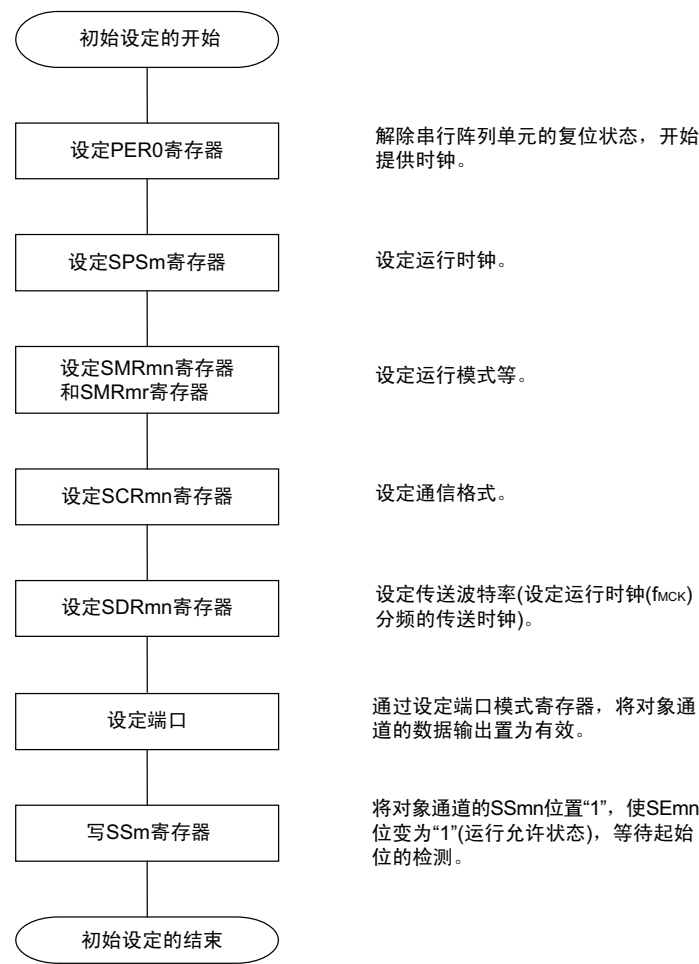 初始设定的开始
设定PER0寄存器
解除串行阵列单元的复位状态，开始
提供时钟。
设定SPSm寄存器
设定运行时钟。
设定SMRmn寄存器
和SMRmr寄存器
设定运行模式等。
设定SCRmn寄存器
设定通信格式。
设定SDRmn寄存器
设定传送波特率(设定运行时钟(fMCK)
分频的传送时钟)。
设定端口
通过设定端口模式寄存器，将对象通
道的数据输出置为有效。
写SSm寄存器
将对象通道的SSmn位置“1”，使SEmn
位变为“1”(运行允许状态)，等待起始
位的检测。
初始设定的结束